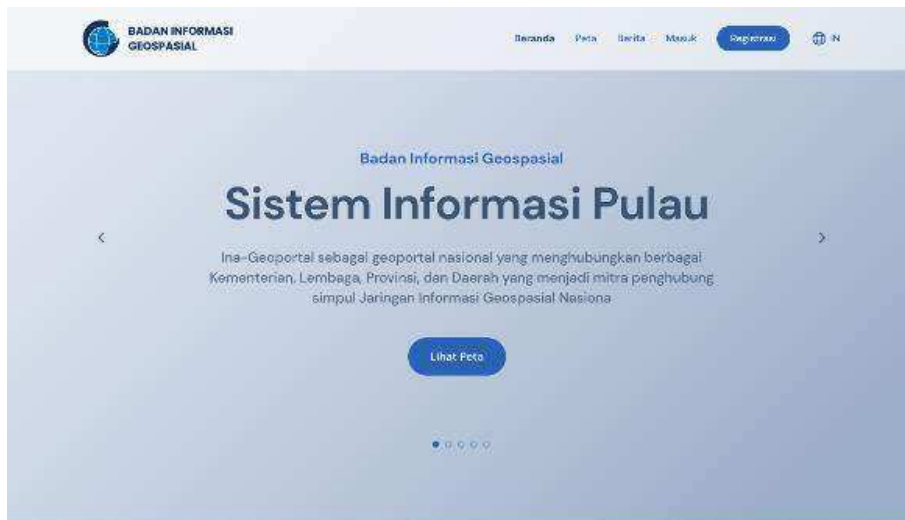 BADAN INFORMASI
GEOSPASIAL
Beranda Peta Berita Masuk Registrasi IN
Badan Informasi Geospasial
Sistem Informasi Pulau
Ina-Geoportal sebagai geoportal nasional yang menghubungkan berbagai
Kementerian, Lembaga, Provinsi, dan Daerah yang menjadi mitra penghubung
simpul Jaringan Informasi Geospasial Nasiona
Lihat Peta